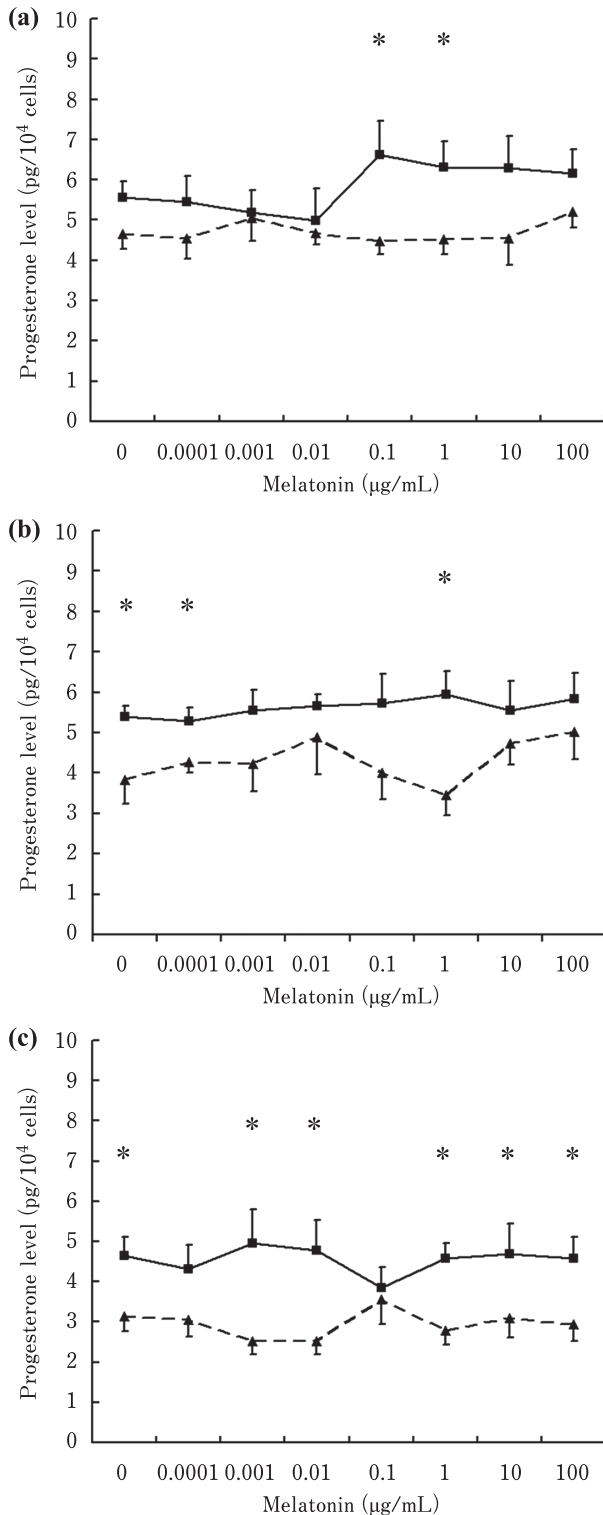 (a)
Progesterone level (pg/10⁴ cells)
10
9
8
7
6
5
4
3
2
1
0
* *
0 0.0001 0.001 0.01 0.1 1 10 100
Melatonin (μg/mL)
(b)
Progesterone level (pg/10⁴ cells)
10
9
8
7
6
5
4
3
2
1
0
* * *
0 0.0001 0.001 0.01 0.1 1 10 100
Melatonin (μg/mL)
(c)
Progesterone level (pg/10⁴ cells)
10
9
8
7
6
5
4
3
2
1
0
* *
* * * *
0 0.0001 0.001 0.01 0.1 1 10 100
Melatonin (μg/mL)